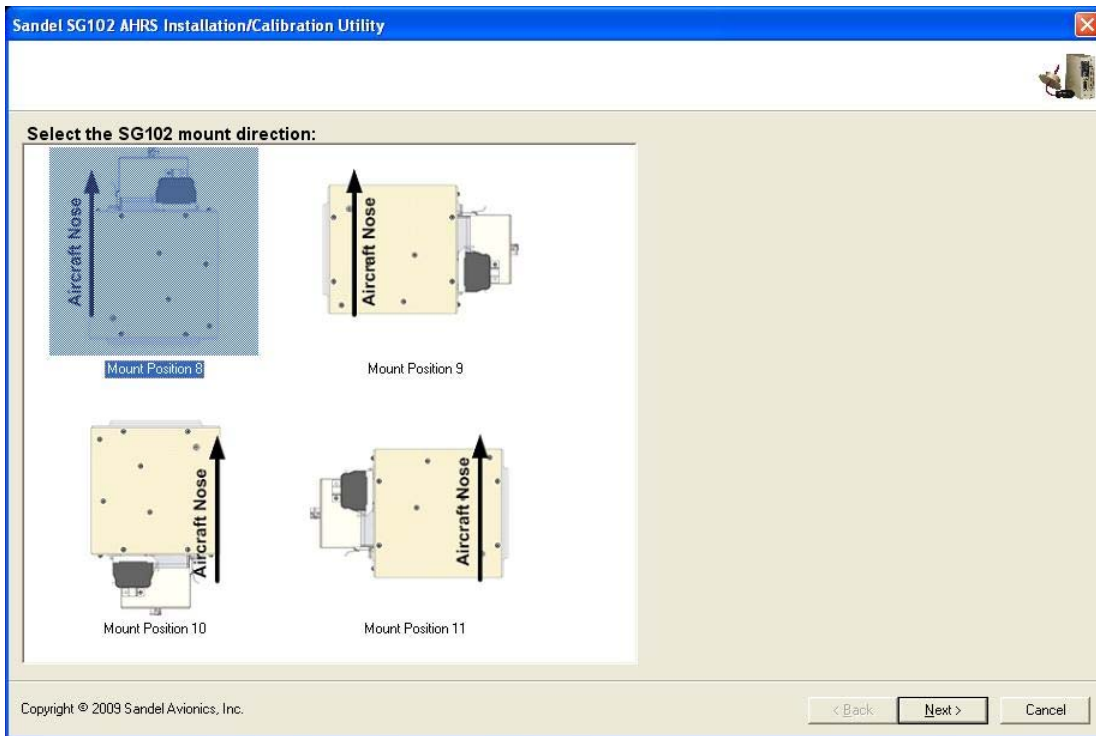 Sandel SG102 AHRS Installation/Calibration Utility
Select the SG102 mount direction:
Aircraft Nose
Mount Position 8
Aircraft Nose
Mount Position 9
Aircraft Nose
Mount Position 10
Aircraft Nose
Mount Position 11
Copyright © 2009 Sandel Avionics, Inc.
< Back
Next >
Cancel